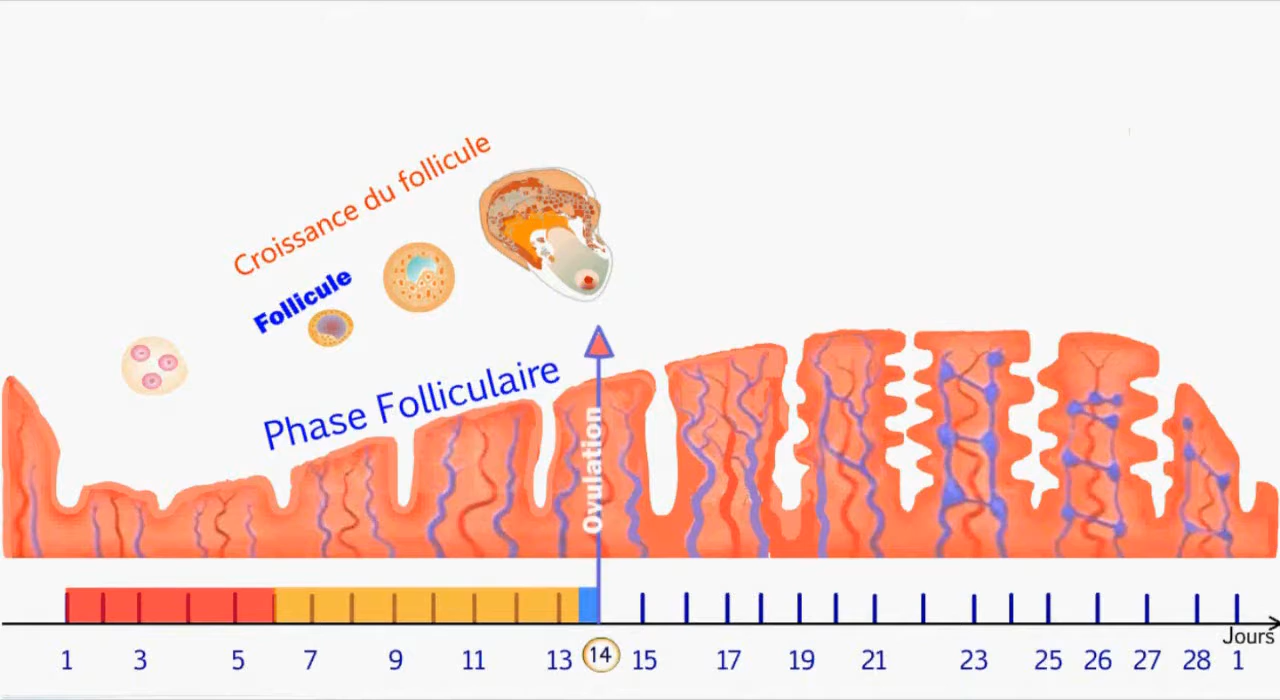 Croissance du follicule
Follicule
Phase Folliculaire
Ovulation
Jours
1 3 5 7 9 11 13 14 15 17 19 21 23 25 26 27 28 1